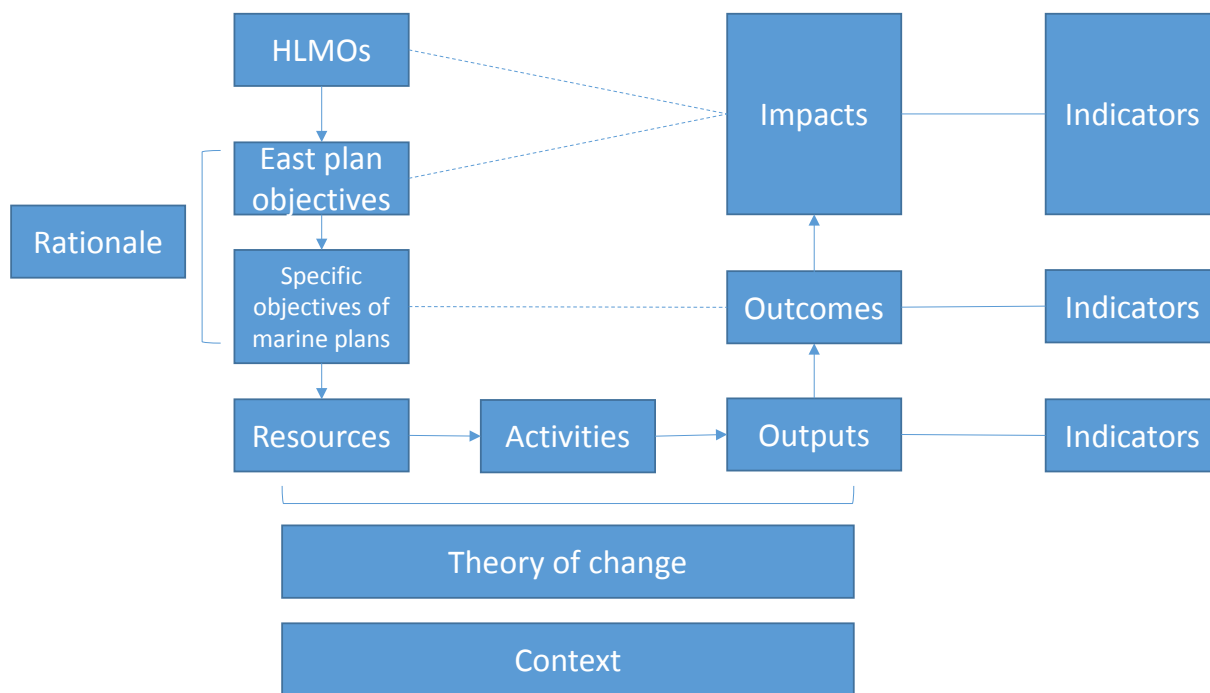 HLMOs
Impacts
Indicators
East plan
objectives
Rationale
Specific
objectives of
marine plans
Outcomes
Indicators
Resources
Activities
Outputs
Indicators
Theory of change
Context